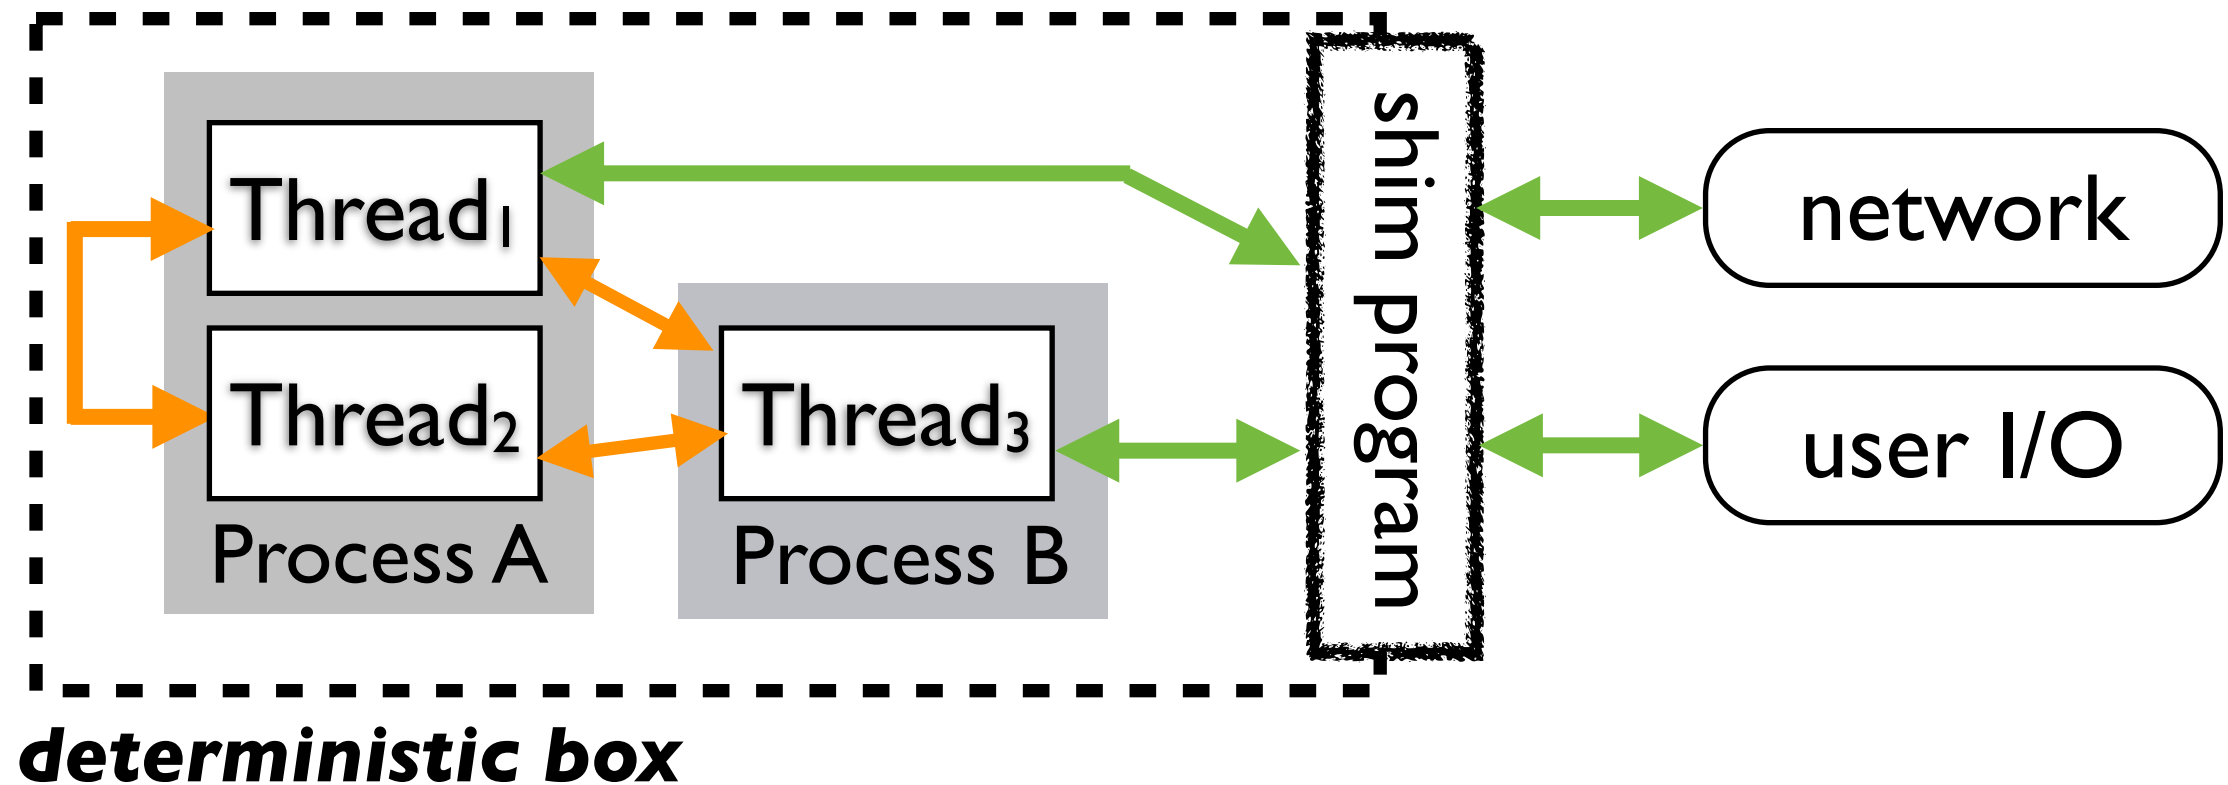 Thread1
Thread2
Process A
Thread3
Process B
shim program
network
user I/O
deterministic box